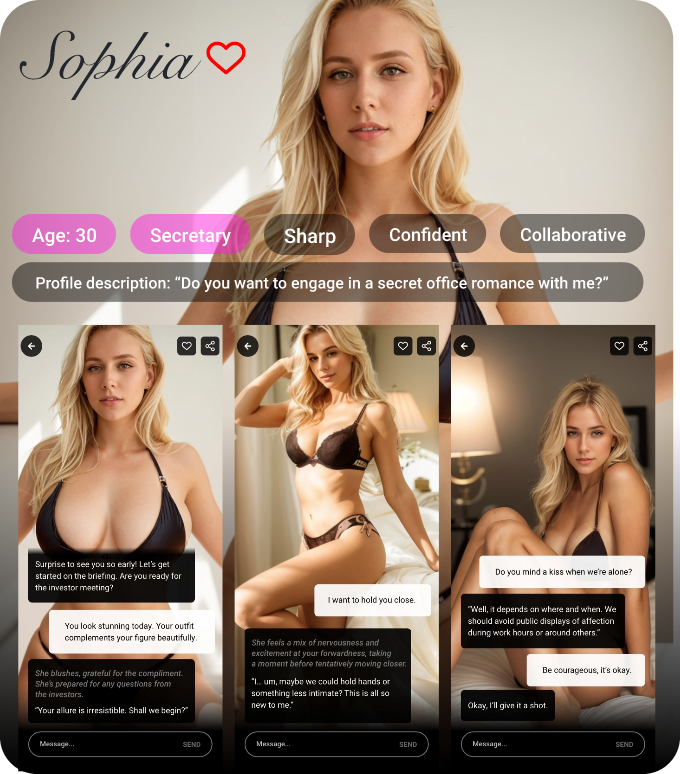 Sophia
Age: 30
Secretary
Sharp
Confident
Collaborative
Profile description: “Do you want to engage in a secret office romance with me?”
Surprise to see you so early! Let’s get
started on the briefing. Are you ready for
the investor meeting?
You look stunning today. Your outfit
complements your figure beautifully.
She blushes, grateful for the compliment.
She’s prepared for any questions from
the investors.
“Your allure is irresistible. Shall we begin?”
Message...
SEND
I want to hold you close.
She feels a mix of nervousness and
excitement at your forwardness, taking
a moment before tentatively moving closer.
“I... um, maybe we could hold hands or
something less intimate? This is all so
new to me.”
Message...
SEND
Do you mind a kiss when we’re alone?
“Well, it depends on where and when. We
should avoid public displays of affection
during work hours or around others.”
Be courageous, it’s okay.
Okay, I’ll give it a shot.
Message...
SEND